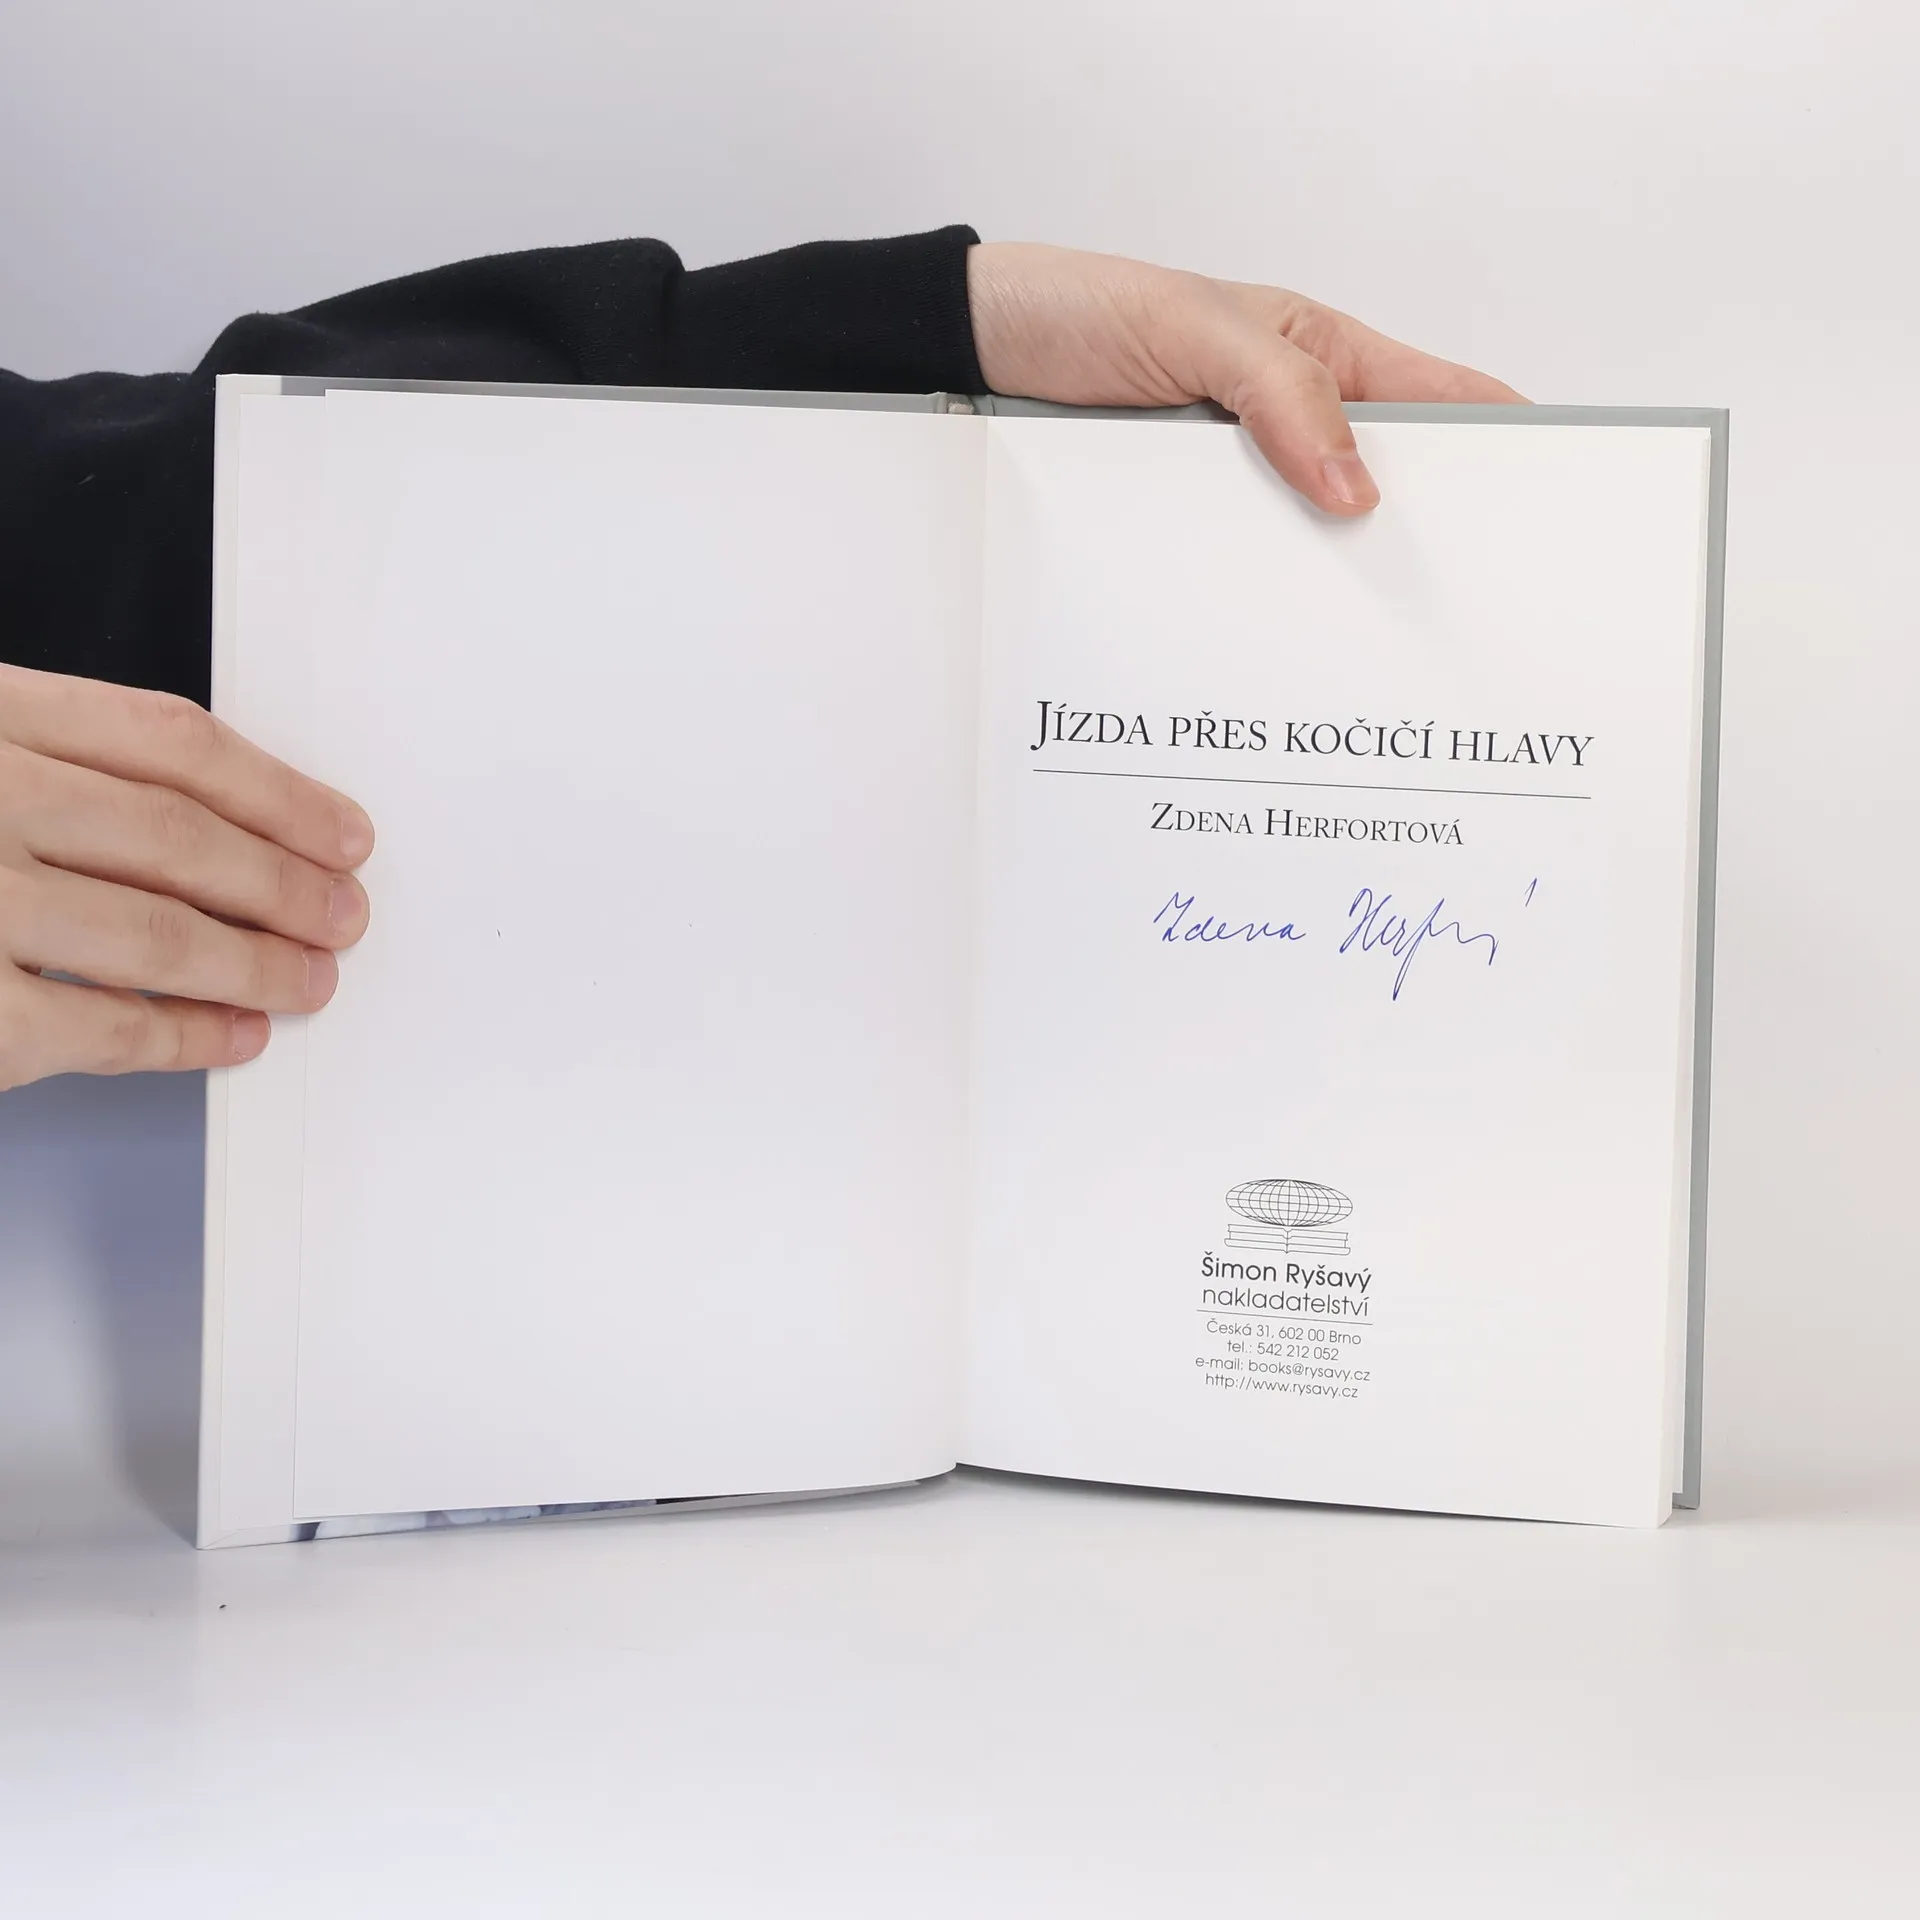 Jízda přes kočičí hlavy
Zdena Herfortová
Zdena
Šimon Ryšavý
nakladatelství
Česká 31, 602 00 Brno
tel.: 542 212 052
e-mail: books@rysavy.cz
http://www.rysavy.cz